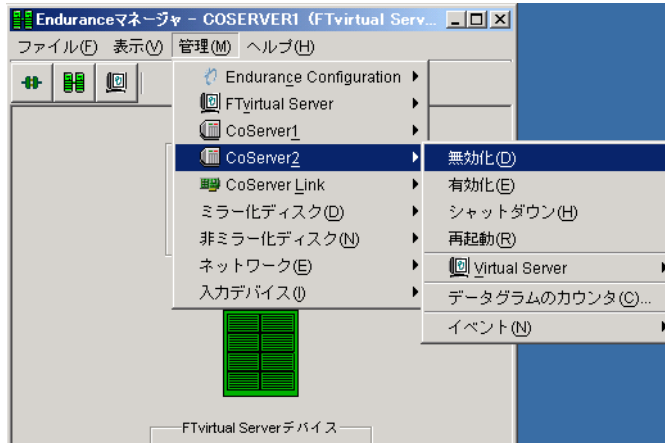 Enduranceマネージャ - COSERVER1 (FTvirtual Serv...
ファイル(F) 表示(V) 管理(M) ヘルプ(H)
Endurance Configuration
FTvirtual Server
CoServer1
CoServer2
CoServer Link
ミラー化ディスク(D)
非ミラー化ディスク(N)
ネットワーク(E)
入力デバイス(I)
無効化(D)
有効化(E)
シャットダウン(H)
再起動(R)
Virtual Server
データグラムのカウンタ(C)...
イベント(N)
FTvirtual Serverデバイス